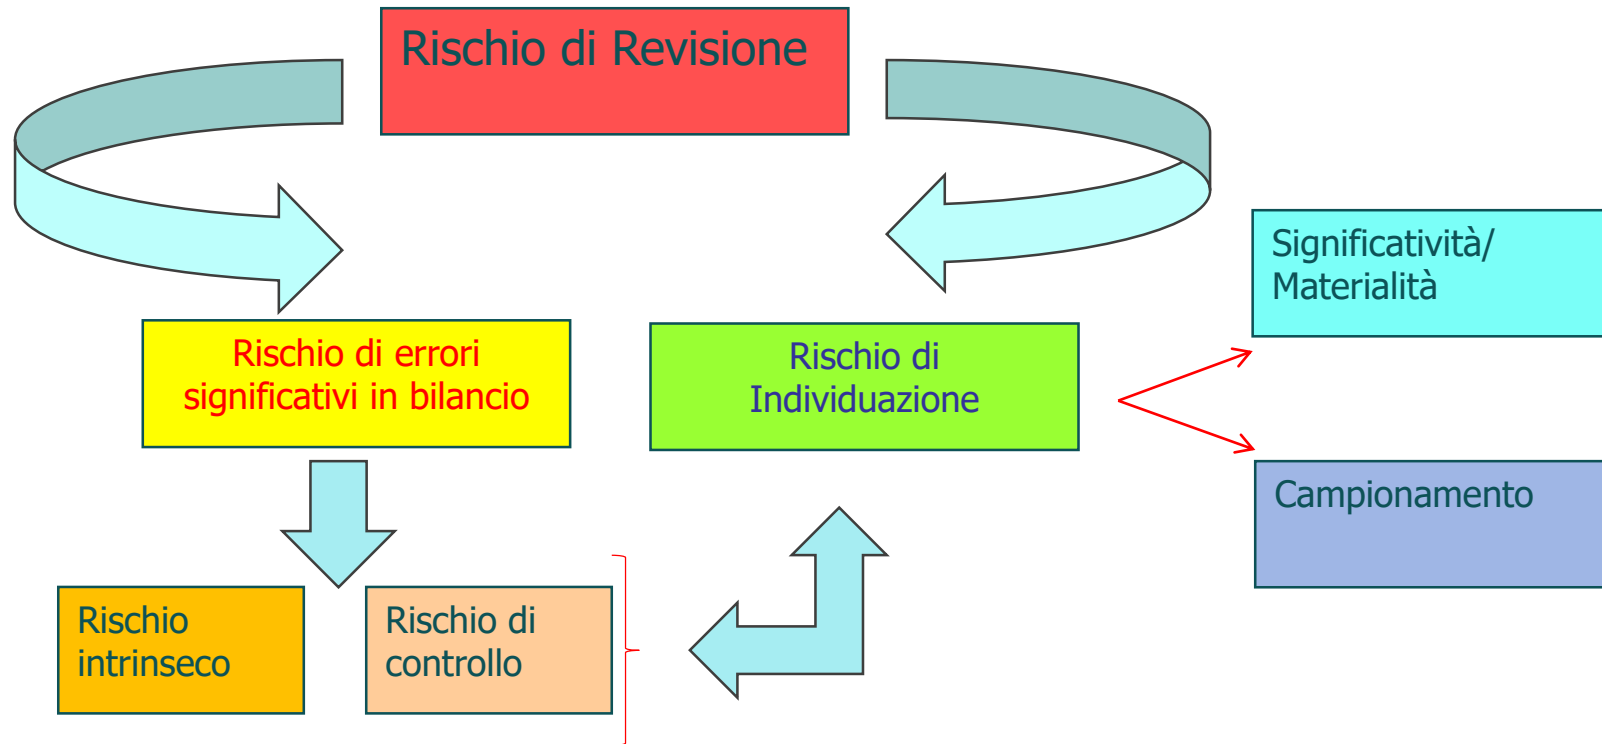 Rischio di Revisione
Significatività/
Materialità
Rischio di errori
significativi in bilancio
Rischio di
Individuazione
Campionamento
Rischio
intrinseco
Rischio di
controllo